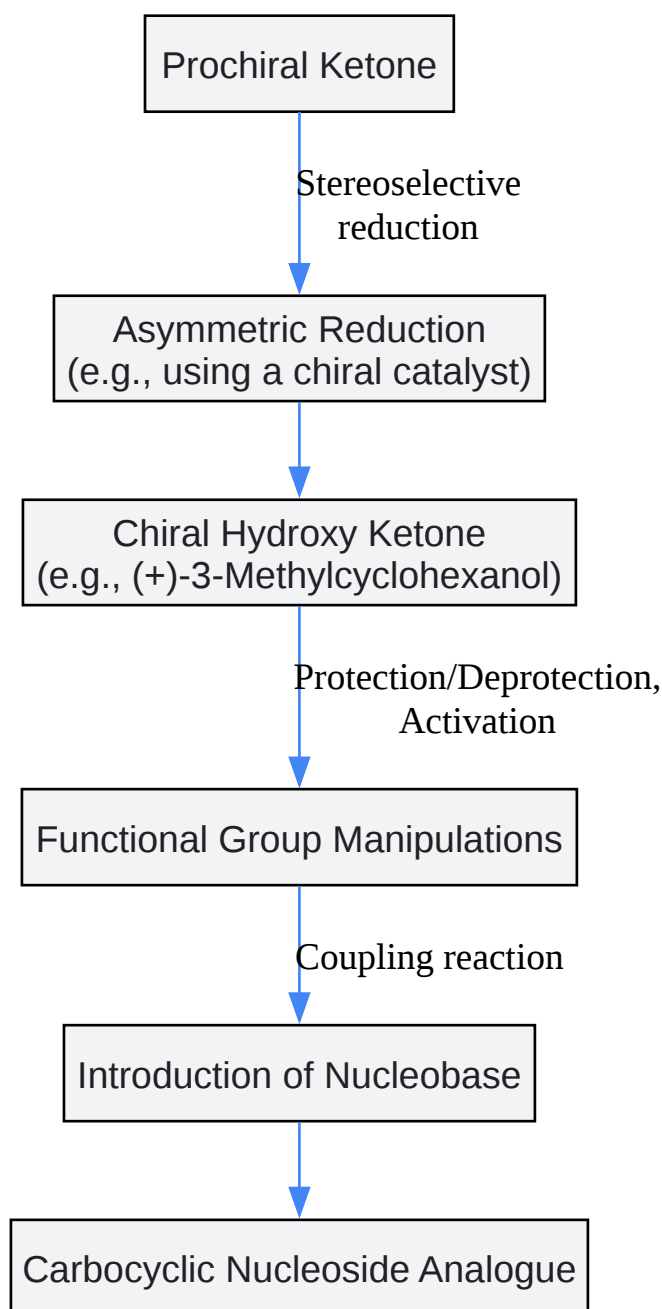 Prochiral Ketone
Stereoselective
reduction
Asymmetric Reduction
(e.g., using a chiral catalyst)
Chiral Hydroxy Ketone
(e.g., (+)-3-Methylcyclohexanol)
Protection/Deprotection,
Activation
Functional Group Manipulations
Coupling reaction
Introduction of Nucleobase
Carbocyclic Nucleoside Analogue